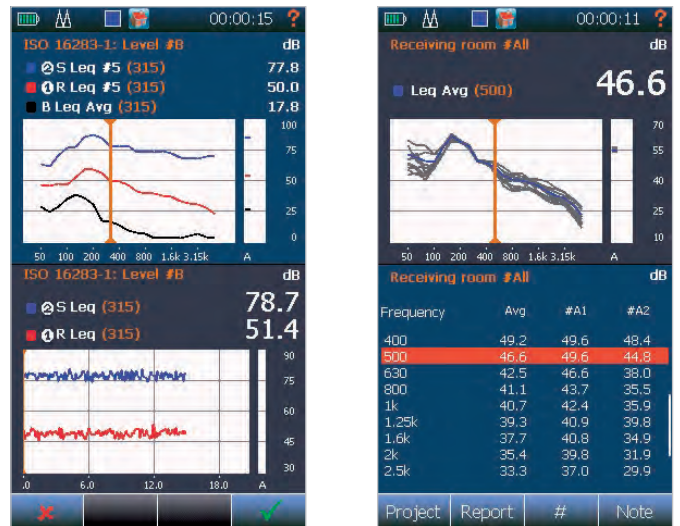 00:00:15 ?
ISO 16283-1: Level #B dB
② S Leq #5 (315) 77.8
① R Leq #5 (315) 50.0
B Leq Avg (315) 17.8
100
75
50
25
0
50 100 200 400 800 1.6k 3.15k A
ISO 16283-1: Level #B dB
② S Leq (315) 78.7
① R Leq (315) 51.4
90
75
60
45
30
.0 6.0 12.0 18.0 A
00:00:11 ?
Receiving room #All dB
Leq Avg (500) 46.6
70
55
40
25
10
50 100 200 400 800 1.6k 3.15k A
Receiving room #All dB
Frequency Avg #A1 #A2
400 49.2 49.6 48.4
500 46.6 49.6 44.8
630 42.5 46.6 38.0
800 41.1 43.7 35.5
1k 40.7 42.4 35.9
1.25k 39.3 40.9 39.8
1.6k 37.7 40.8 34.9
2k 35.4 39.8 31.9
2.5k 33.3 37.0 29.9
Project Report # Note